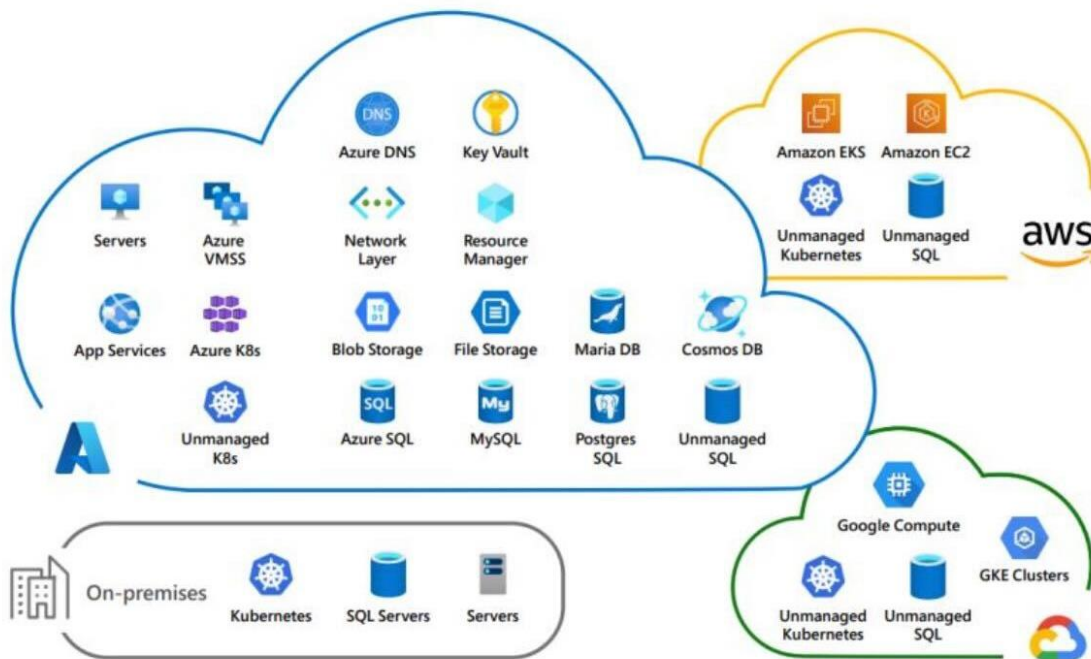 DNS
Azure DNS
Key Vault
Servers
Azure
VMSS
Network
Layer
Resource
Manager
App Services
Azure K8s
10
01
Blob Storage
File Storage
Maria DB
Cosmos DB
Unmanaged
K8s
SQL
Azure SQL
My
MySQL
Postgres
SQL
Unmanaged
SQL
Amazon EKS
K
Amazon EC2
Unmanaged
Kubernetes
Unmanaged
SQL
aws
On-premises
Kubernetes
SQL Servers
Servers
Google Compute
GKE Clusters
Unmanaged
Kubernetes
Unmanaged
SQL